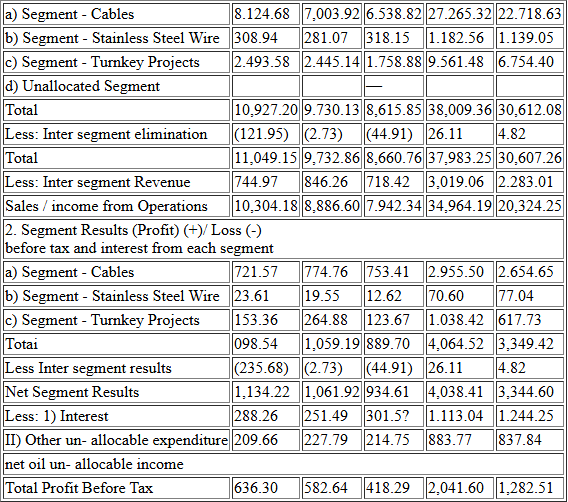 a) Segment - Cables 8.124.68 7,003.92 6.538.82 27.265.32 22.718.63
b) Segment - Stainless Steel Wire 308.94 281.07 318.15 1.182.56 1.139.05
c) Segment - Turnkey Projects 2.493.58 2.445.14 1.758.88 9.561.48 6.754.40
d) Unallocated Segment —
Total 10,927.20 9.730.13 8,615.85 38,009.36 30,612.08
Less: Inter segment elimination (121.95) (2.73) (44.91) 26.11 4.82
Total 11,049.15 9,732.86 8,660.76 37,983.25 30,607.26
Less: Inter segment Revenue 744.97 846.26 718.42 3,019.06 2.283.01
Sales / income from Operations 10,304.18 8,886.60 7.942.34 34,964.19 20,324.25
2. Segment Results (Profit) (+)/ Loss (-)
before tax and interest from each segment
a) Segment - Cables 721.57 774.76 753.41 2.955.50 2.654.65
b) Segment - Stainless Steel Wire 23.61 19.55 12.62 70.60 77.04
c) Segment - Turnkey Projects 153.36 264.88 123.67 1.038.42 617.73
Totai 098.54 1,059.19 889.70 4,064.52 3,349.42
Less Inter segment results (235.68) (2.73) (44.91) 26.11 4.82
Net Segment Results 1,134.22 1,061.92 934.61 4,038.41 3,344.60
Less: 1) Interest 288.26 251.49 301.5? 1.113.04 1.244.25
II) Other un- allocable expenditure 209.66 227.79 214.75 883.77 837.84
net oil un- allocable income
Total Profit Before Tax 636.30 582.64 418.29 2,041.60 1,282.51